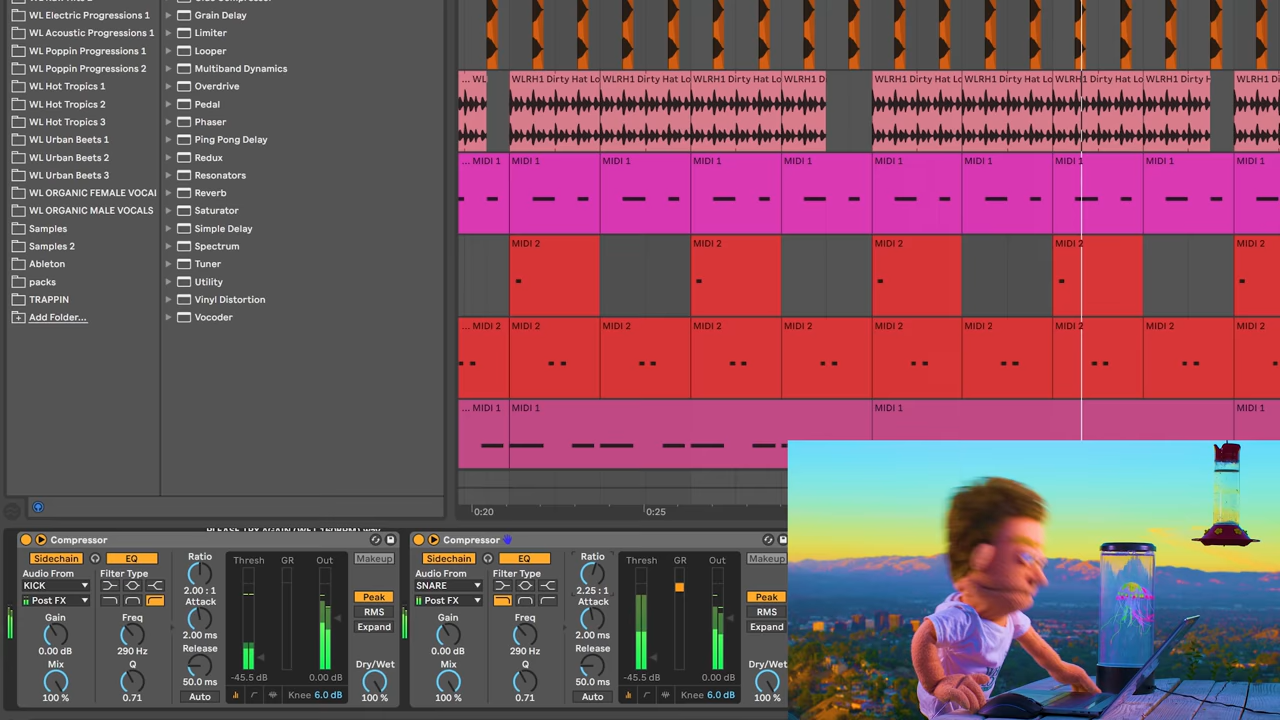 WL Electric Progressions 1
WL Acoustic Progressions 1
WL Poppin Progressions 1
WL Poppin Progressions 2
WL Hot Tropics 1
WL Hot Tropics 2
WL Hot Tropics 3
WL Urban Beets 1
WL Urban Beets 2
WL Urban Beets 3
WL ORGANIC FEMALE VOCAL
WL ORGANIC MALE VOCALS
Samples
Samples 2
Ableton
packs
TRAPPIN
Add Folder...
Grain Delay
Limiter
Looper
Multiband Dynamics
Overdrive
Pedal
Phaser
Ping Pong Delay
Redux
Resonators
Reverb
Saturator
Simple Delay
Spectrum
Tuner
Utility
Vinyl Distortion
Vocoder
... WL WLRH1 Dirty Hat Lo WLRH1 Dirty Hat Lo WLRH1 Dirty Hat Lo WLRH1 D WLRH1 Dirty Hat Lo WLRH1 Dirty Hat Lo WLRH1 Dirty Hat Lo WLRH1 Dirty H WLRH1 Dirty
... MIDI 1 MIDI 1 MIDI 1 MIDI 1 MIDI 1 MIDI 1 MIDI 1 MIDI 1 MIDI 1 MIDI 1
MIDI 2 MIDI 2 MIDI 2 MIDI 2 MIDI 2
... MIDI 2 MIDI 2 MIDI 2 MIDI 2 MIDI 2 MIDI 2 MIDI 2 MIDI 2 MIDI 2 MIDI 2
... MIDI 1 MIDI 1 MIDI 1 MIDI 1
0:20 0:25
Compressor
Sidechain EQ
Audio From
KICK
Post FX
Filter Type
Gain
0.00 dB
Freq
290 Hz
Mix
100 %
Q
0.71
Ratio
2.00 : 1
Attack
2.00 ms
Release
50.0 ms
Auto
Thresh GR Out
-45.5dB 0.00 dB
Knee 6.0 dB
Makeup
Peak
RMS
Expand
Dry/Wet
100 %
Compressor
Sidechain EQ
Audio From
SNARE
Post FX
Filter Type
Gain
0.00 dB
Freq
290 Hz
Mix
100 %
Q
0.71
Ratio
2.25 : 1
Attack
2.00 ms
Release
50.0 ms
Auto
Thresh GR Out
-45.5dB 0.00 dB
Knee 6.0 dB
Makeup
Peak
RMS
Expand
Dry/Wet
100 %